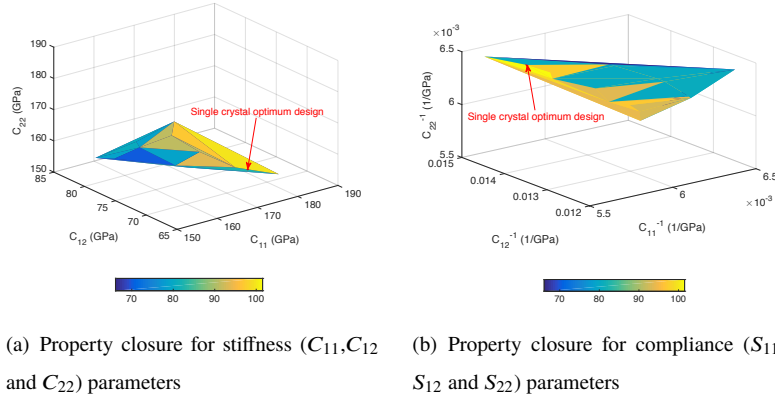 190
180
170
160
150
C22 (GPa)
85
80
75
70
65
C12 (GPa)
150
160
170
180
190
C11 (GPa)
Single crystal optimum design
70
80
90
100
×10⁻³
6.5
6
5.5
C22⁻¹ (1/GPa)
0.015
0.014
0.013
0.012
C12⁻¹ (1/GPa)
5.5
6
6.5
×10⁻³
C11⁻¹ (1/GPa)
Single crystal optimum design
70
80
90
100
(a) Property closure for stiffness (C11,C12
and C22) parameters
(b) Property closure for compliance (S11
S12 and S22) parameters